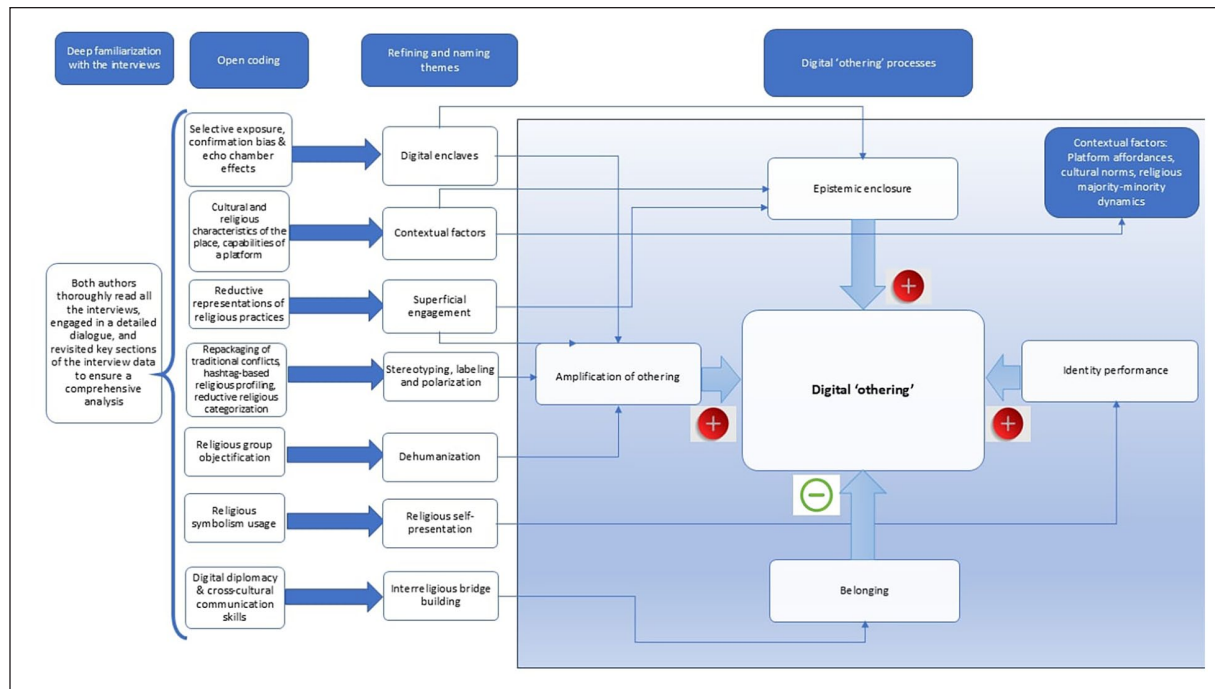 Deep familiarization
with the interviews
Open coding
Refining and naming
themes
Digital 'othering' processes
Both authors
thoroughly read all
the interviews,
engaged in a detailed
dialogue, and
revisited key sections
of the interview data
to ensure a
comprehensive
analysis
Selective exposure,
confirmation bias &
echo chamber
effects
Cultural and
religious
characteristics of the
place, capabilities of
a platform
Reductive
representations of
religious practices
Repackaging of
traditional conflicts,
hashtag-based
religious profiling,
reductive religious
categorization
Religious group
objectification
Religious
symbolism usage
Digital diplomacy
& cross-cultural
communication
skills
Digital enclaves
Contextual factors
Superficial
engagement
Stereotyping, labeling
and polarization
Dehumanization
Religious self-
presentation
Interreligious bridge
building
Epistemic enclosure
Contextual factors:
Platform affordances,
cultural norms, religious
majority-minority
dynamics
Amplification of othering
Digital 'othering'
Identity performance
Belonging